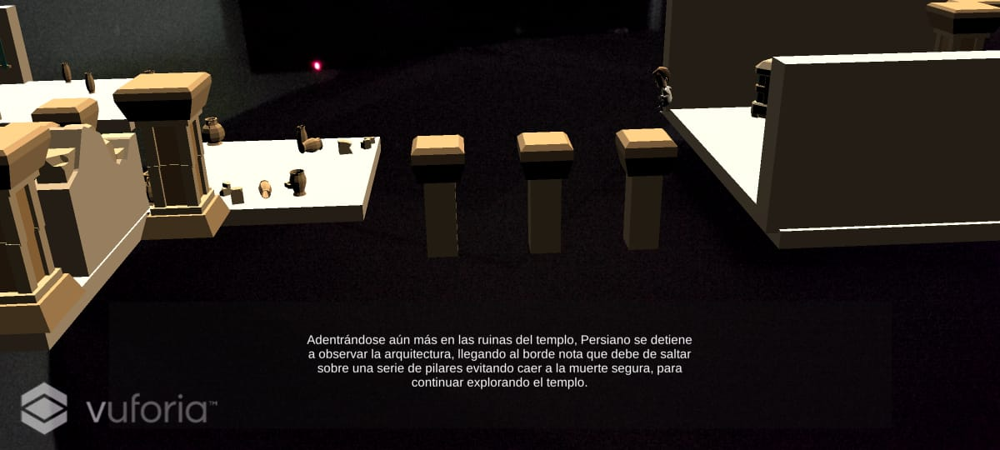 Adentrándose aún más en las ruinas del templo, Persiano se detiene
a observar la arquitectura, llegando al borde nota que debe de saltar
sobre una serie de pilares evitando caer a la muerte segura, para
continuar explorando el templo.
vuforia™